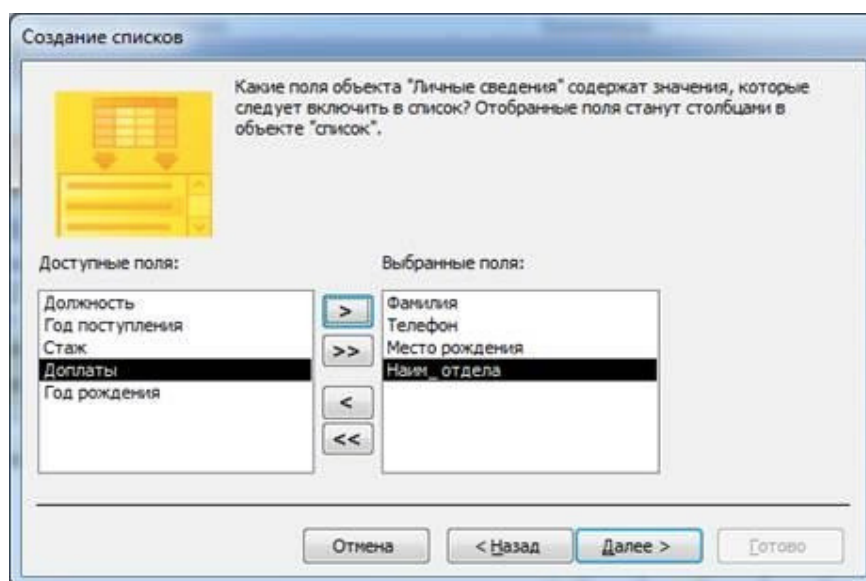 Создание списков
Какие поля объекта "Личные сведения" содержат значения, которые
следует включить в список? Отобранные поля станут столбцами в
объекте "список".
Доступные поля:
Выбранные поля:
Должность
Год поступления
Стаж
Доплаты
Год рождения
>
>>
<
<<
Фамилия
Телефон
Место рождения
Наим_ отдела
Отмена
< Назад
Далее >
Готово